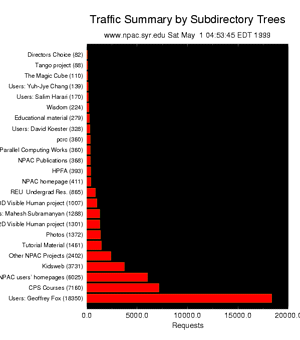 Traffic Summary by Subdirectory Trees
www.npac.syr.edu Sat May 1 04:53:45 EDT 1999
Directors Choice (82)
Tango project (88)
The Magic Cube (110)
Users: Yuh-Jye Chang (139)
Users: Salim Hariri (170)
Wadom (224)
Educational material (279)
Users: David Koester (328)
pcrc (360)
Parallel Computing Works (360)
NPAC Publications (368)
HPFA (393)
NPAC homepage (411)
REU Undergrad Res. (865)
3D Visible Human project (1007)
s: Mahesh Subramanyan (1288)
2D Visible Human project (1301)
Photos (1372)
Tutorial Material (1461)
Other NPAC Projects (2402)
Kidsweb (3731)
NPAC users' homepages (6025)
CPS Courses (7160)
Users: Geoffrey Fox (18350)
0.0 5000.0 10000.0 15000.0 20000.0
Requests